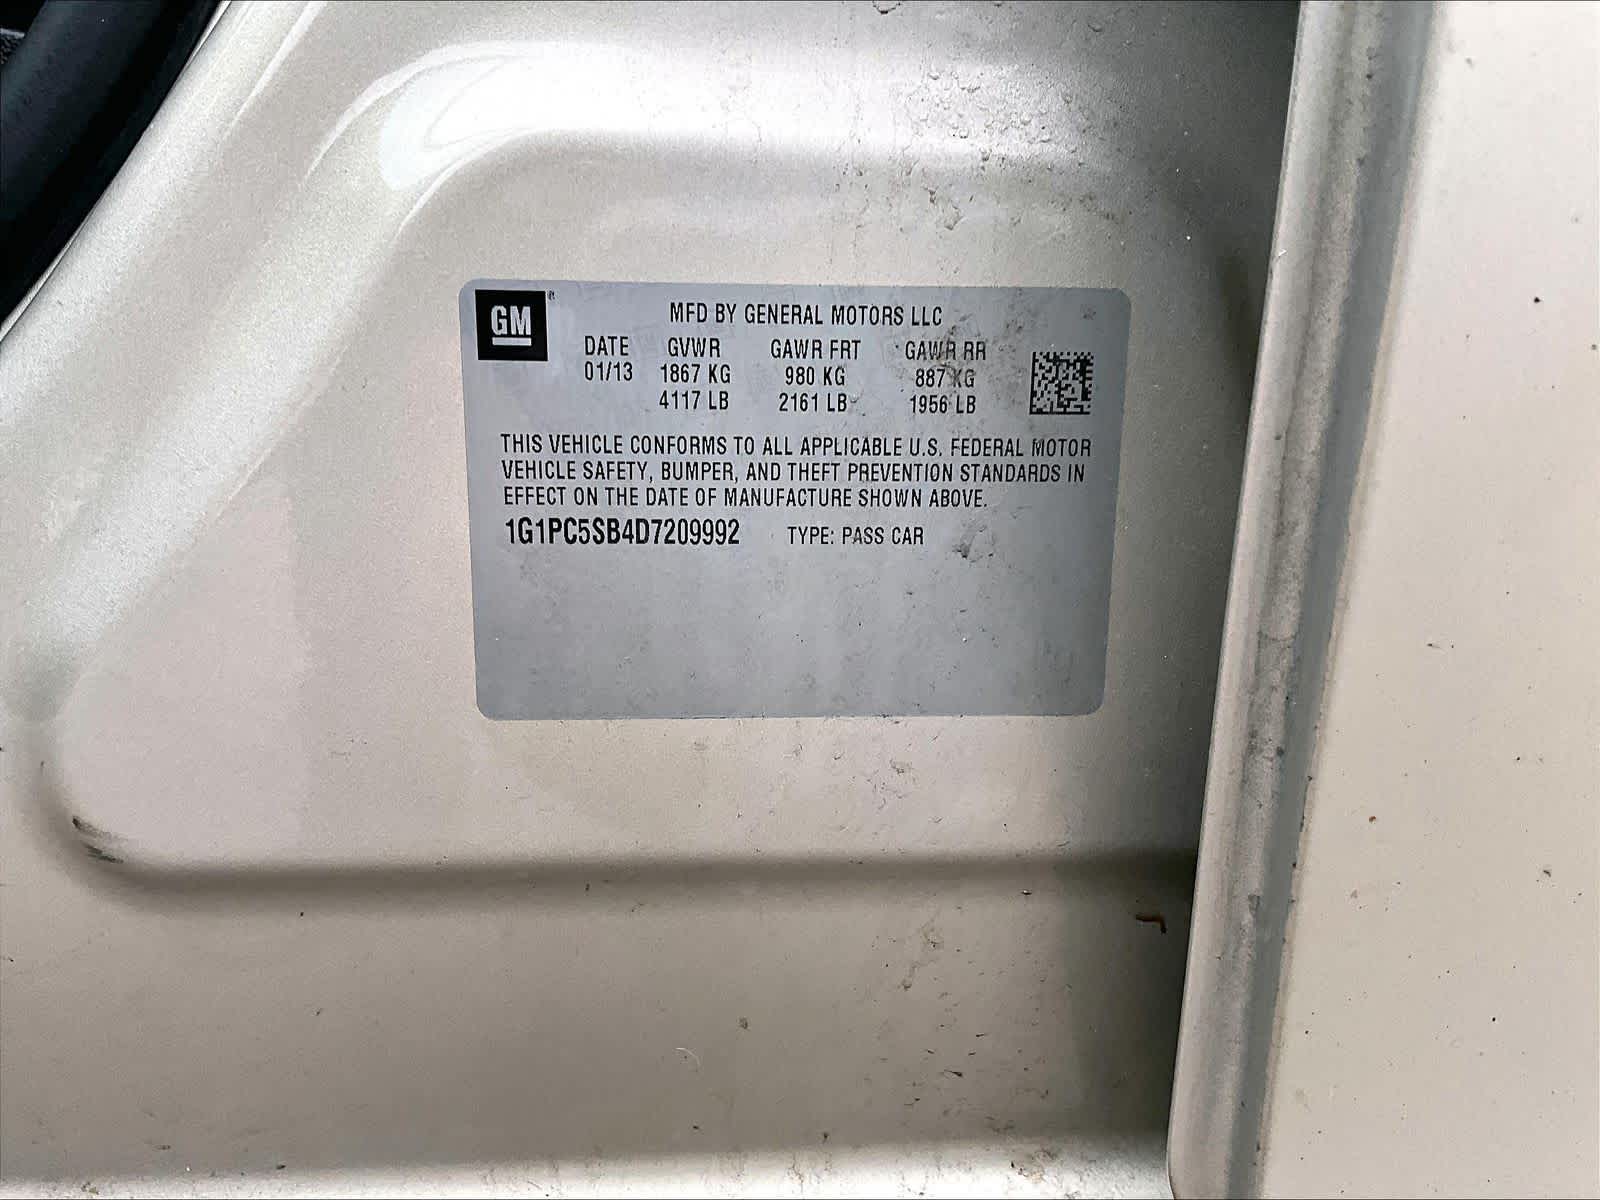 GM ®
MFD BY GENERAL MOTORS LLC
DATE GVWR GAWR FRT GAWR RR
01/13 1867 KG 980 KG 887 KG
4117 LB 2161 LB 1956 LB
THIS VEHICLE CONFORMS TO ALL APPLICABLE U.S. FEDERAL MOTOR
VEHICLE SAFETY, BUMPER, AND THEFT PREVENTION STANDARDS IN
EFFECT ON THE DATE OF MANUFACTURE SHOWN ABOVE.
1G1PC5SB4D7209992 TYPE: PASS CAR